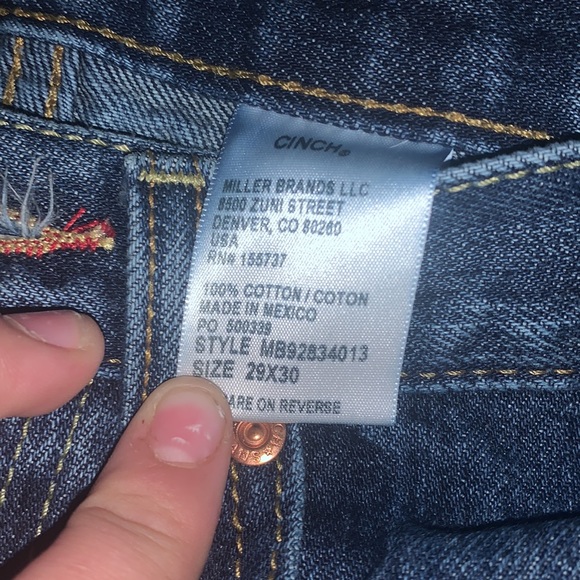 CINCH®
MILLER BRANDS LLC
8500 ZUNI STREET
DENVER, CO 80260
USA
RN# 155737
100% COTTON / COTON
MADE IN MEXICO
PO 500339
STYLE MB92834013
SIZE 29X30
ARE ON REVERSE